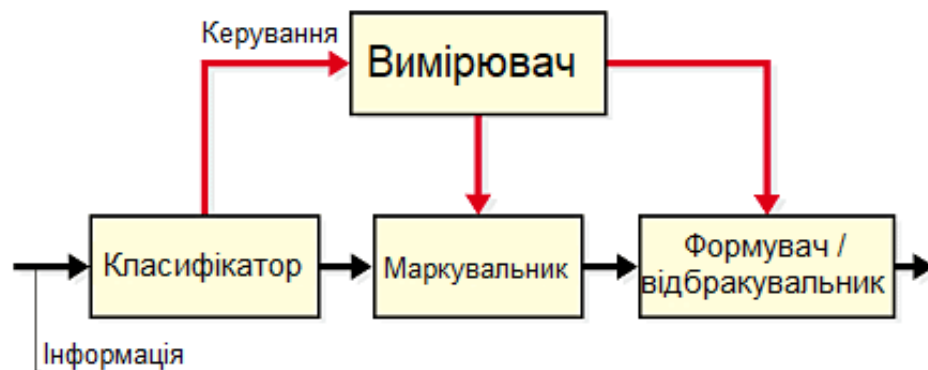 Керування
Вимірювач
Класифікатор
Маркувальник
Формувач /
відбракувальник
Інформація